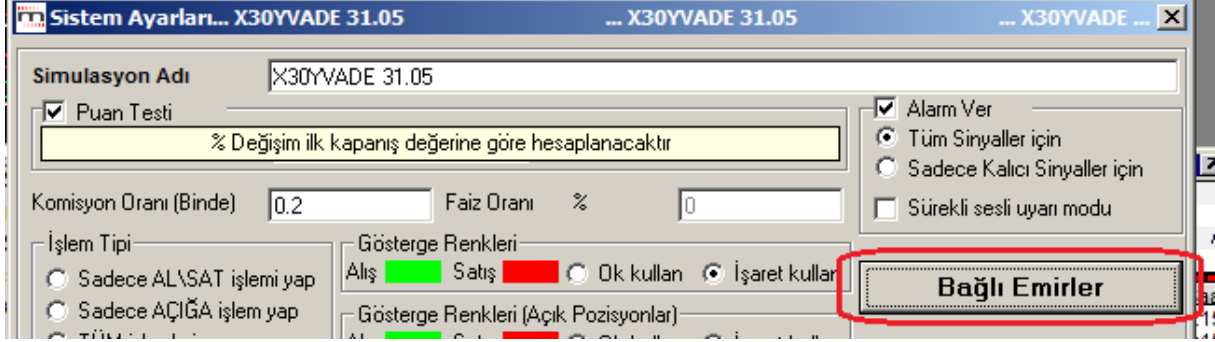 Sistem Ayarları... X30YVADE 31.05 ... X30YVADE 31.05 ... X30YVADE ...
Simulasyon Adı X30YVADE 31.05
Puan Testi
% Değişim ilk kapanış değerine göre hesaplanacaktır
Alarm Ver
Tüm Sinyaller için
Sadece Kalıcı Sinyaller için
Sürekli sesli uyarı modu
Komisyon Oranı (Binde) 0.2 Faiz Oranı % 0
İşlem Tipi
Sadece AL\SAT işlemi yap
Sadece AÇIĞA işlem yap
Gösterge Renkleri
Alış Satış Ok kullan İşaret kullan
Bağlı Emirler
Gösterge Renkleri (Açık Pozisyonlar)